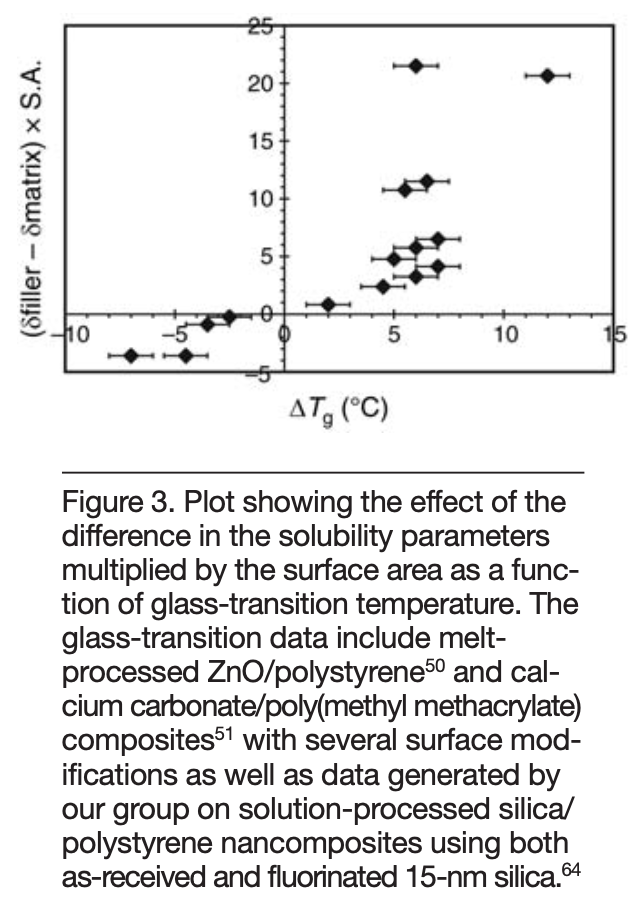 25
20
15
10
5
0
–5
–10
–5
0
5
10
15
(δfiller – δmatrix) × S.A.
ΔTg (°C)
Figure 3. Plot showing the effect of the
difference in the solubility parameters
multiplied by the surface area as a func-
tion of glass-transition temperature. The
glass-transition data include melt-
processed ZnO/polystyrene50 and cal-
cium carbonate/poly(methyl methacrylate)
composites51 with several surface mod-
ifications as well as data generated by
our group on solution-processed silica/
polystyrene nancomposites using both
as-received and fluorinated 15-nm silica.64